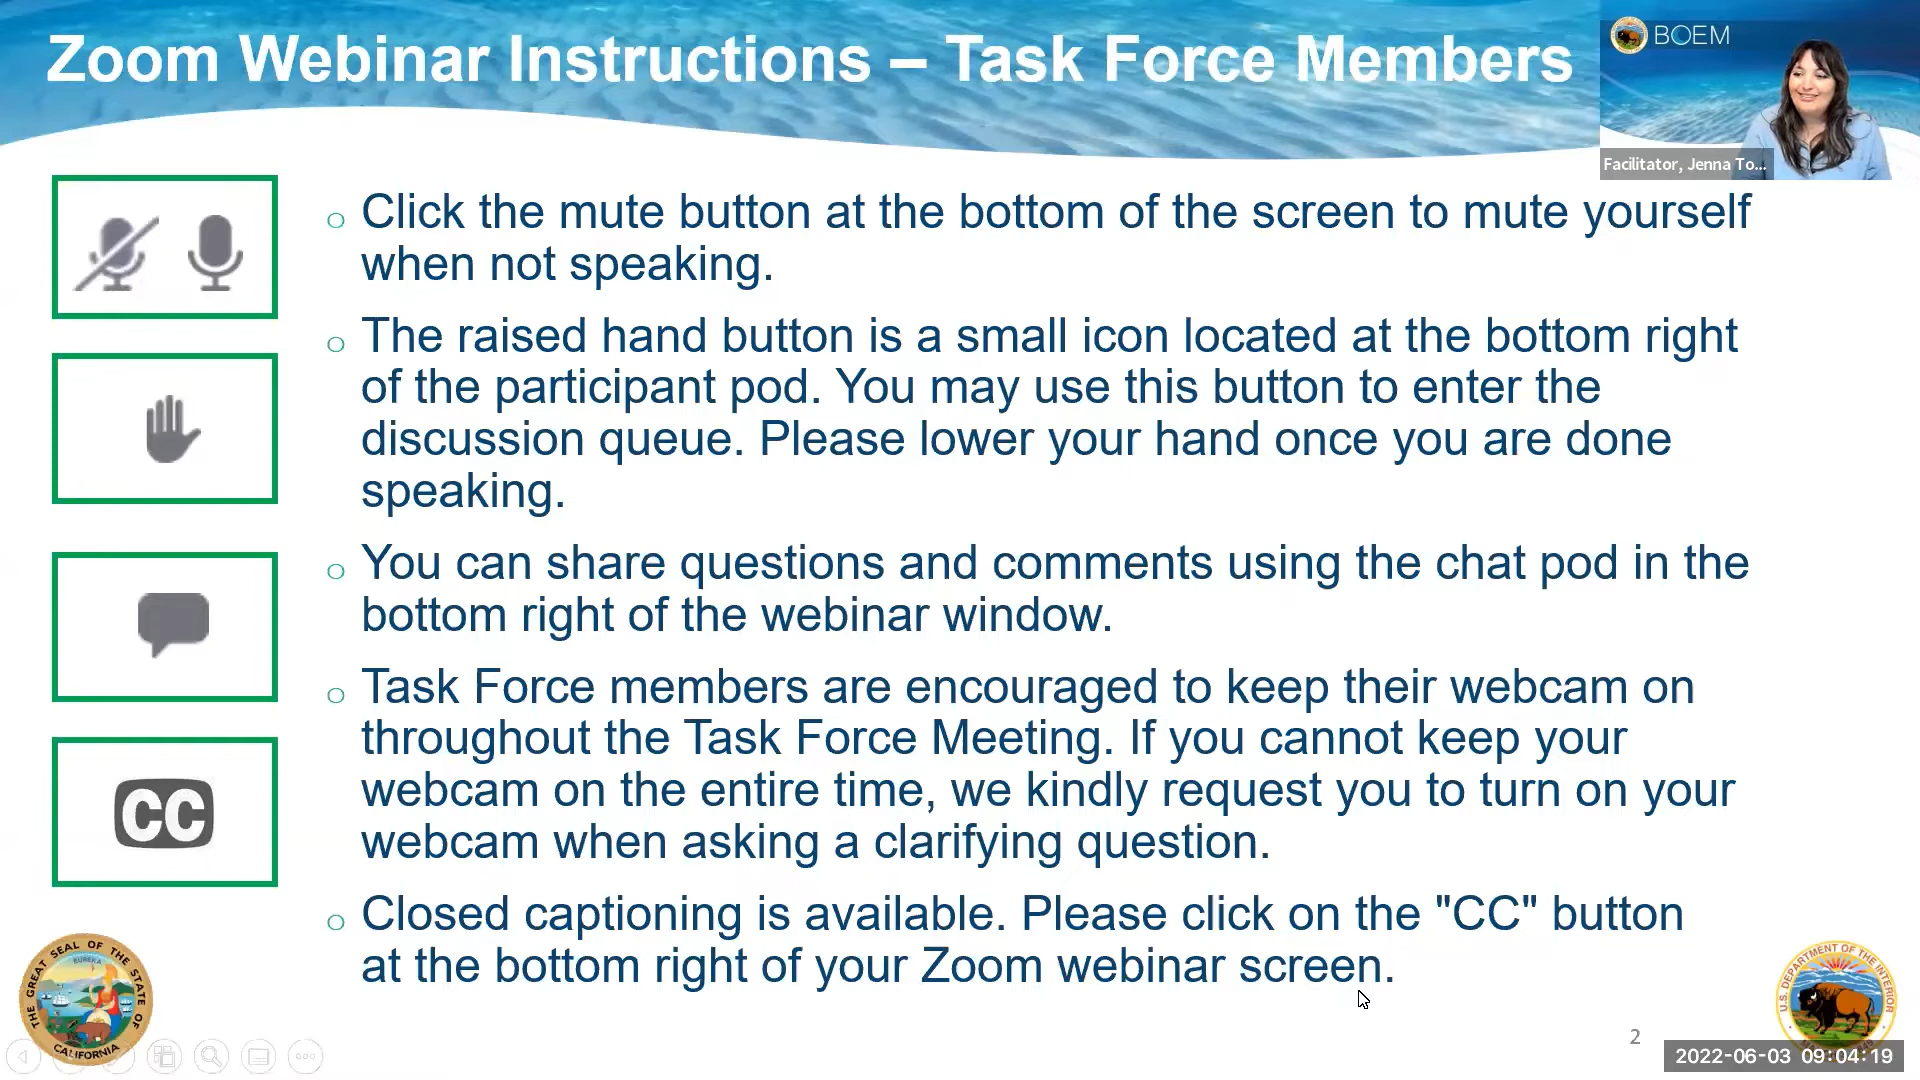 Zoom Webinar Instructions – Task Force Members
BOEM
Facilitator, Jenna To...
Click the mute button at the bottom of the screen to mute yourself
when not speaking.
The raised hand button is a small icon located at the bottom right
of the participant pod. You may use this button to enter the
discussion queue. Please lower your hand once you are done
speaking.
You can share questions and comments using the chat pod in the
bottom right of the webinar window.
Task Force members are encouraged to keep their webcam on
throughout the Task Force Meeting. If you cannot keep your
webcam on the entire time, we kindly request you to turn on your
webcam when asking a clarifying question.
CC
Closed captioning is available. Please click on the "CC" button
at the bottom right of your Zoom webinar screen.
THE GREAT SEAL OF THE STATE OF CALIFORNIA
EUREKA
U.S. DEPARTMENT OF THE INTERIOR
2
2022-06-03 09:04:19